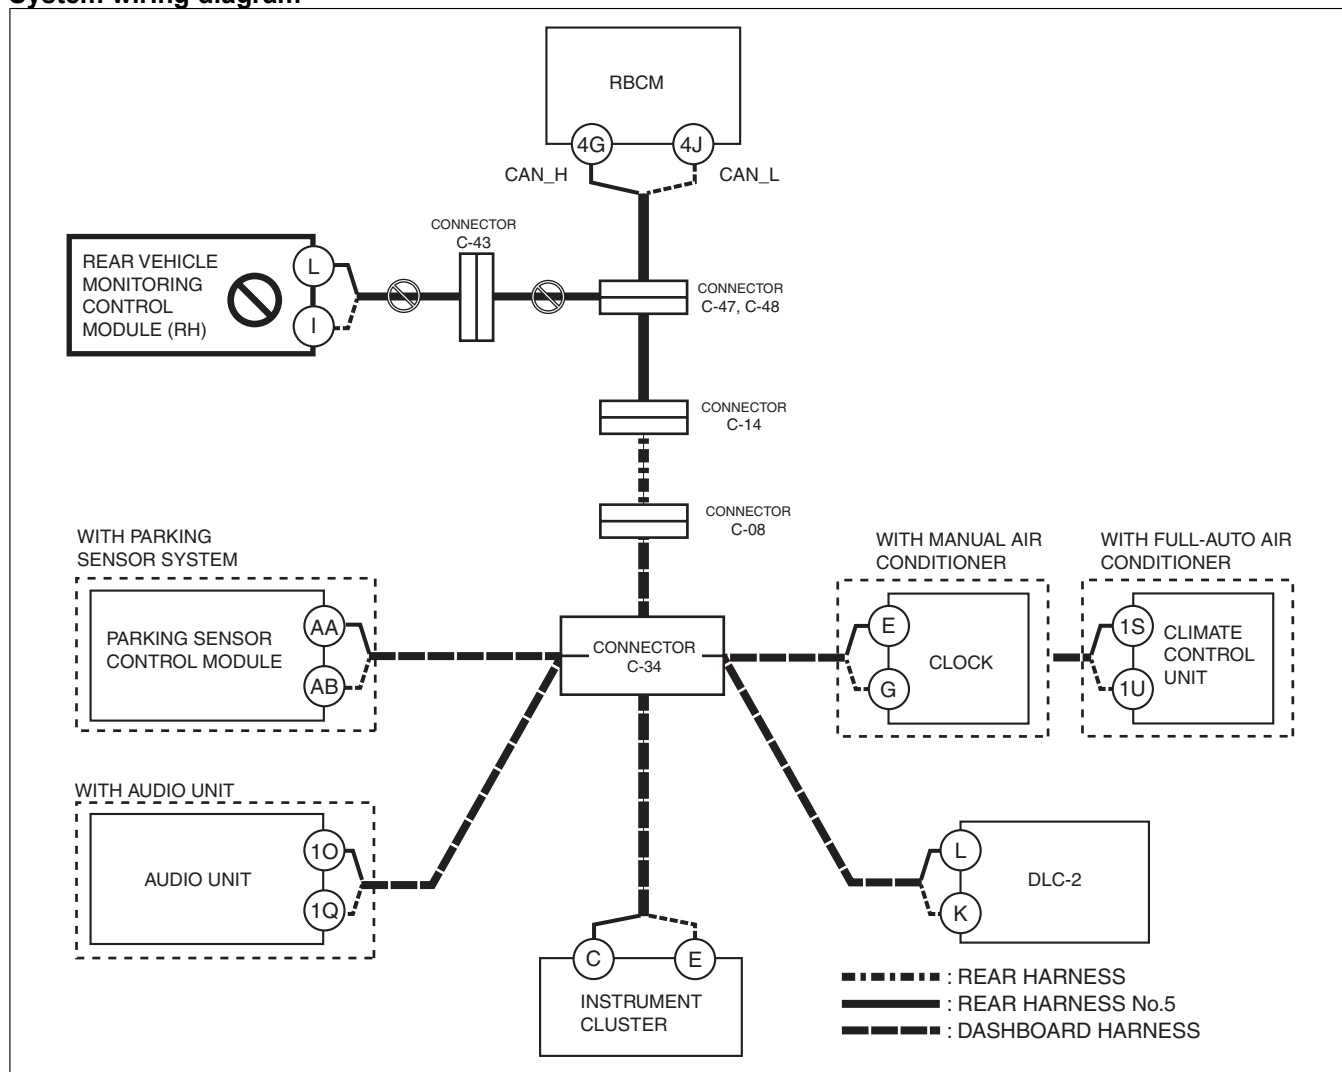 System wiring diagram
RBCM
4G
4J
CAN_H
CAN_L
CONNECTOR
C-43
REAR VEHICLE
MONITORING
CONTROL
MODULE (RH)
L
I
CONNECTOR
C-47, C-48
CONNECTOR
C-14
CONNECTOR
C-08
WITH PARKING
SENSOR SYSTEM
PARKING SENSOR
CONTROL MODULE
AA
AB
CONNECTOR
C-34
WITH MANUAL AIR
CONDITIONER
E
G
CLOCK
WITH FULL-AUTO AIR
CONDITIONER
1S
1U
CLIMATE
CONTROL
UNIT
WITH AUDIO UNIT
AUDIO UNIT
1O
1Q
L
K
DLC-2
C
E
INSTRUMENT
CLUSTER
: REAR HARNESS
: REAR HARNESS No.5
: DASHBOARD HARNESS